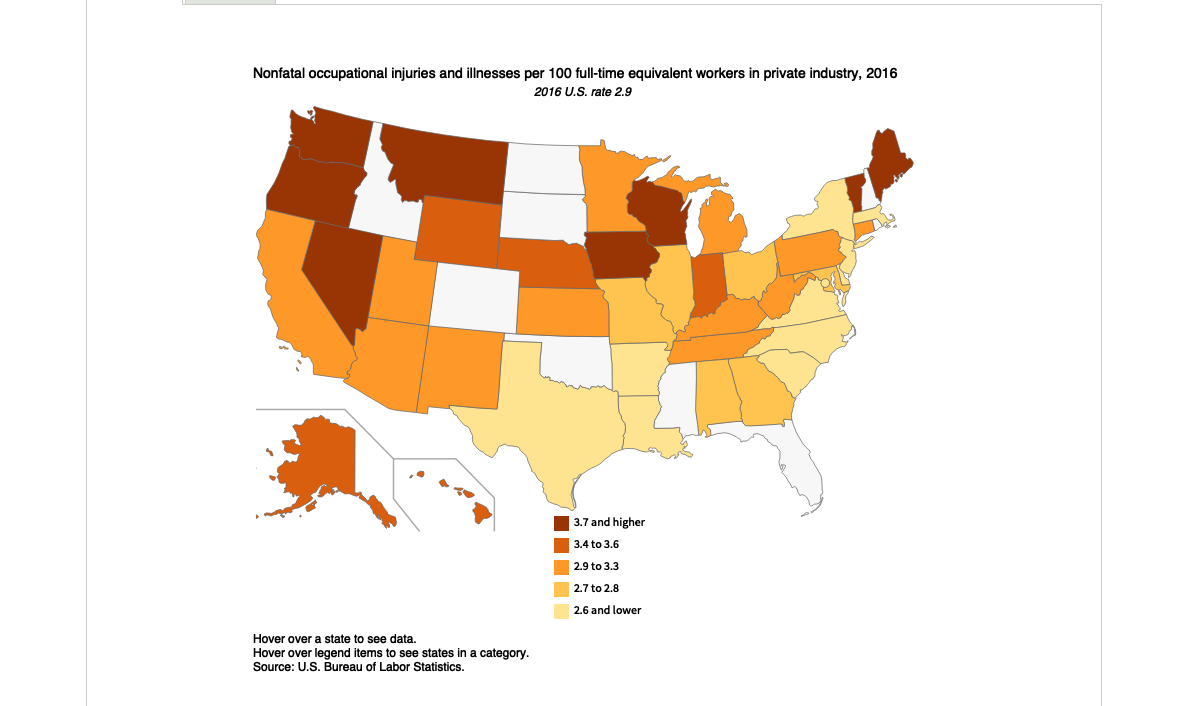 Nonfatal occupational injuries and illnesses per 100 full-time equivalent workers in private industry, 2016
2016 U.S. rate 2.9
3.7 and higher
3.4 to 3.6
2.9 to 3.3
2.7 to 2.8
2.6 and lower
Hover over a state to see data.
Hover over legend items to see states in a category.
Source: U.S. Bureau of Labor Statistics.